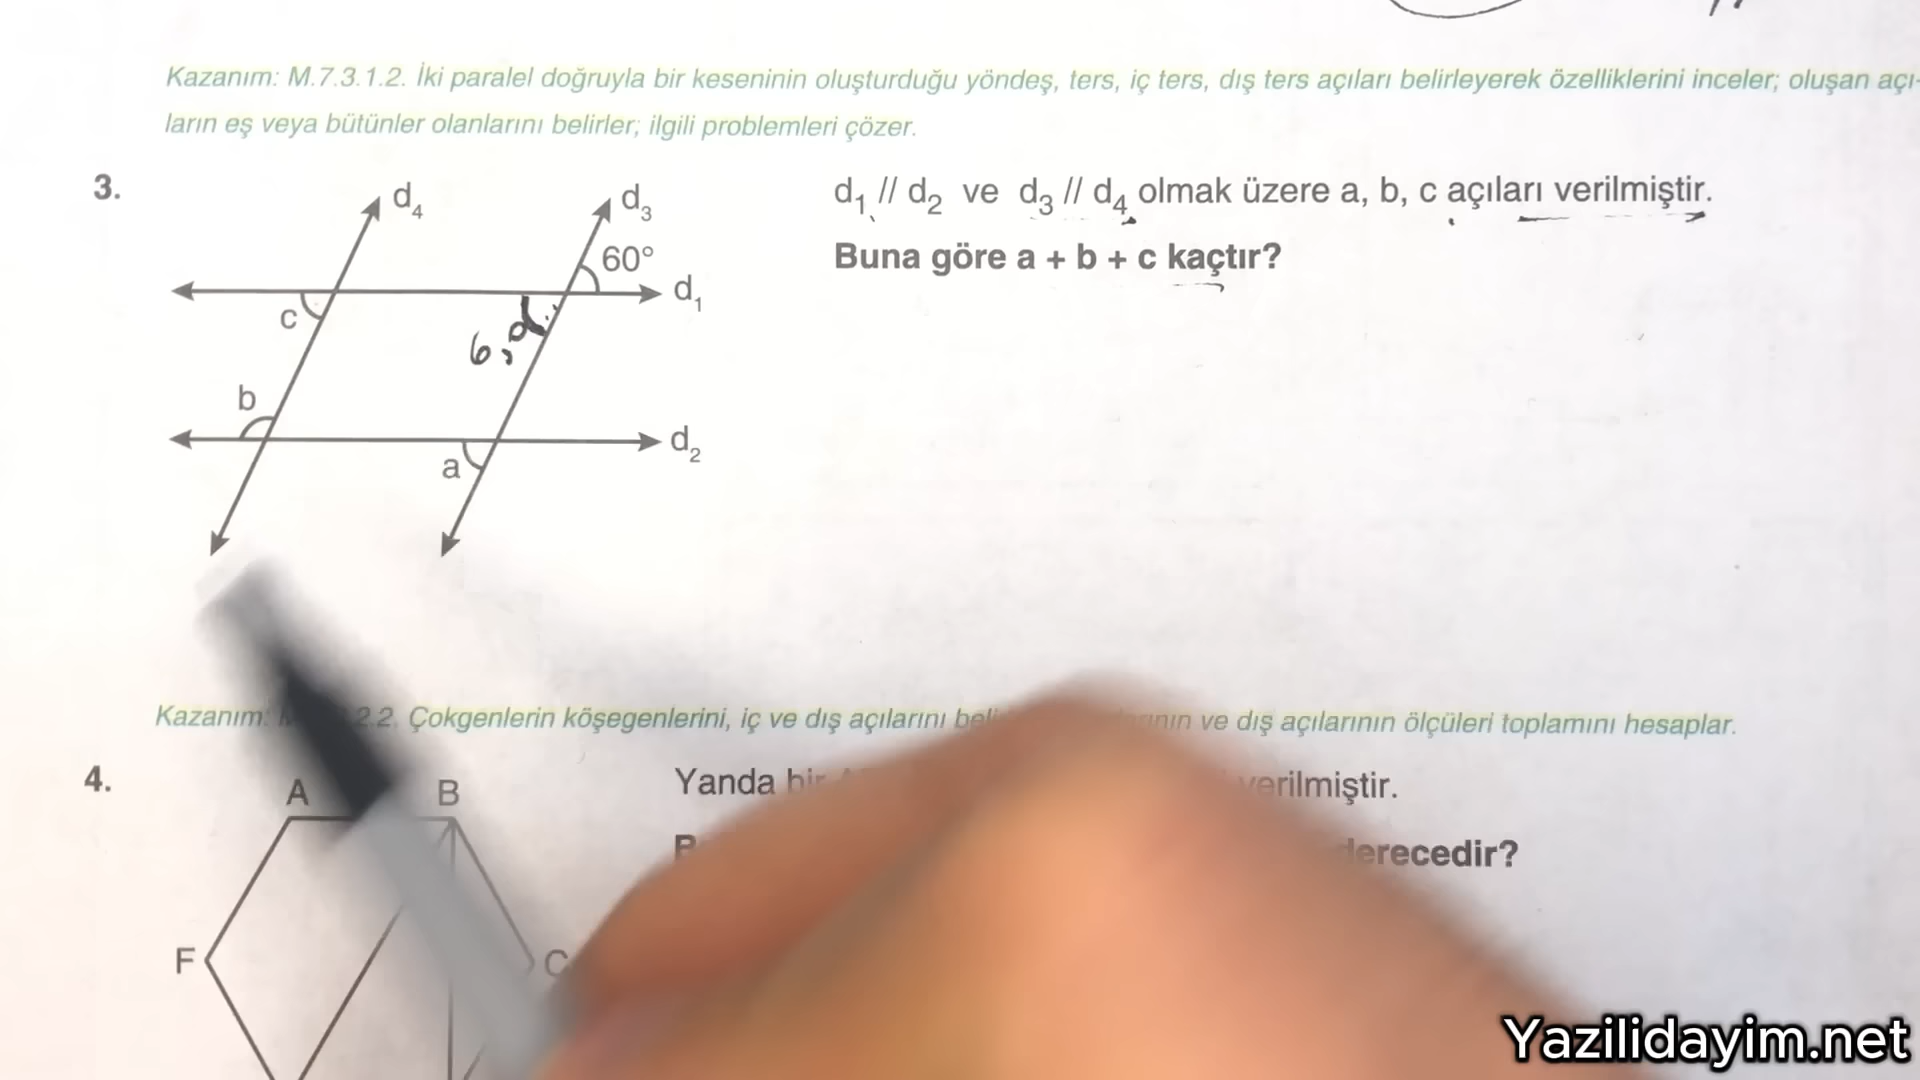 Kazanım: M.7.3.1.2. İki paralel doğruyla bir keseninin oluşturduğu yöndeş, ters, iç ters, dış ters açıları belirleyerek özelliklerini inceler; oluşan açı-
ların eş veya bütünler olanlarını belirler; ilgili problemleri çözer.
3.
d4
d3
60°
d1
c
b
d2
a
d1 // d2 ve d3 // d4 olmak üzere a, b, c açıları verilmiştir.
Buna göre a + b + c kaçtır?
Kazanım: 2.2. Çokgenlerin köşegenlerini, iç ve dış açılarını ve dış açılarının ölçüleri toplamını hesaplar.
4.
A
B
F
C
Yanda bir verilmiştir.
derecedir?
Yazilidayim.net